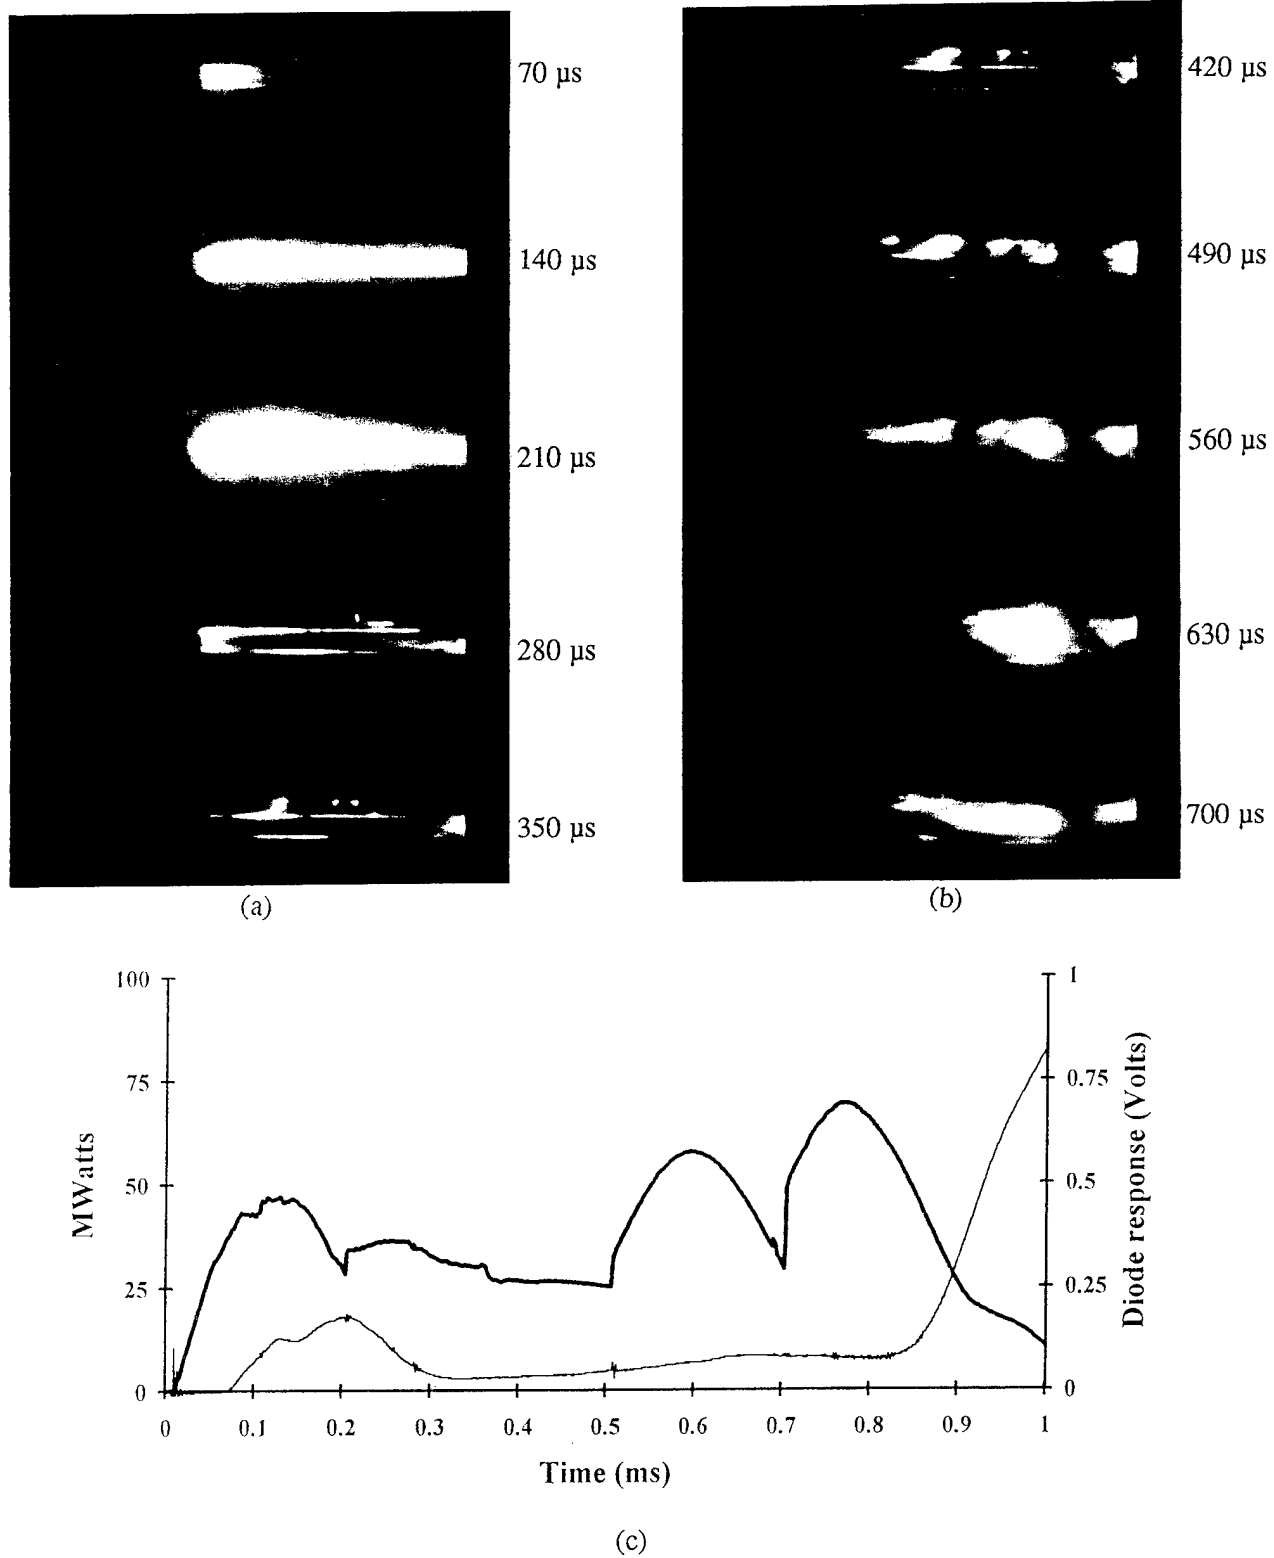 70 µs
140 µs
210 µs
280 µs
350 µs
(a)
420 µs
490 µs
560 µs
630 µs
700 µs
(b)
100
75
50
25
0
MWatts
1
0.75
0.5
0.25
0
Diode response (Volts)
0 0.1 0.2 0.3 0.4 0.5 0.6 0.7 0.8 0.9 1
Time (ms)
(c)